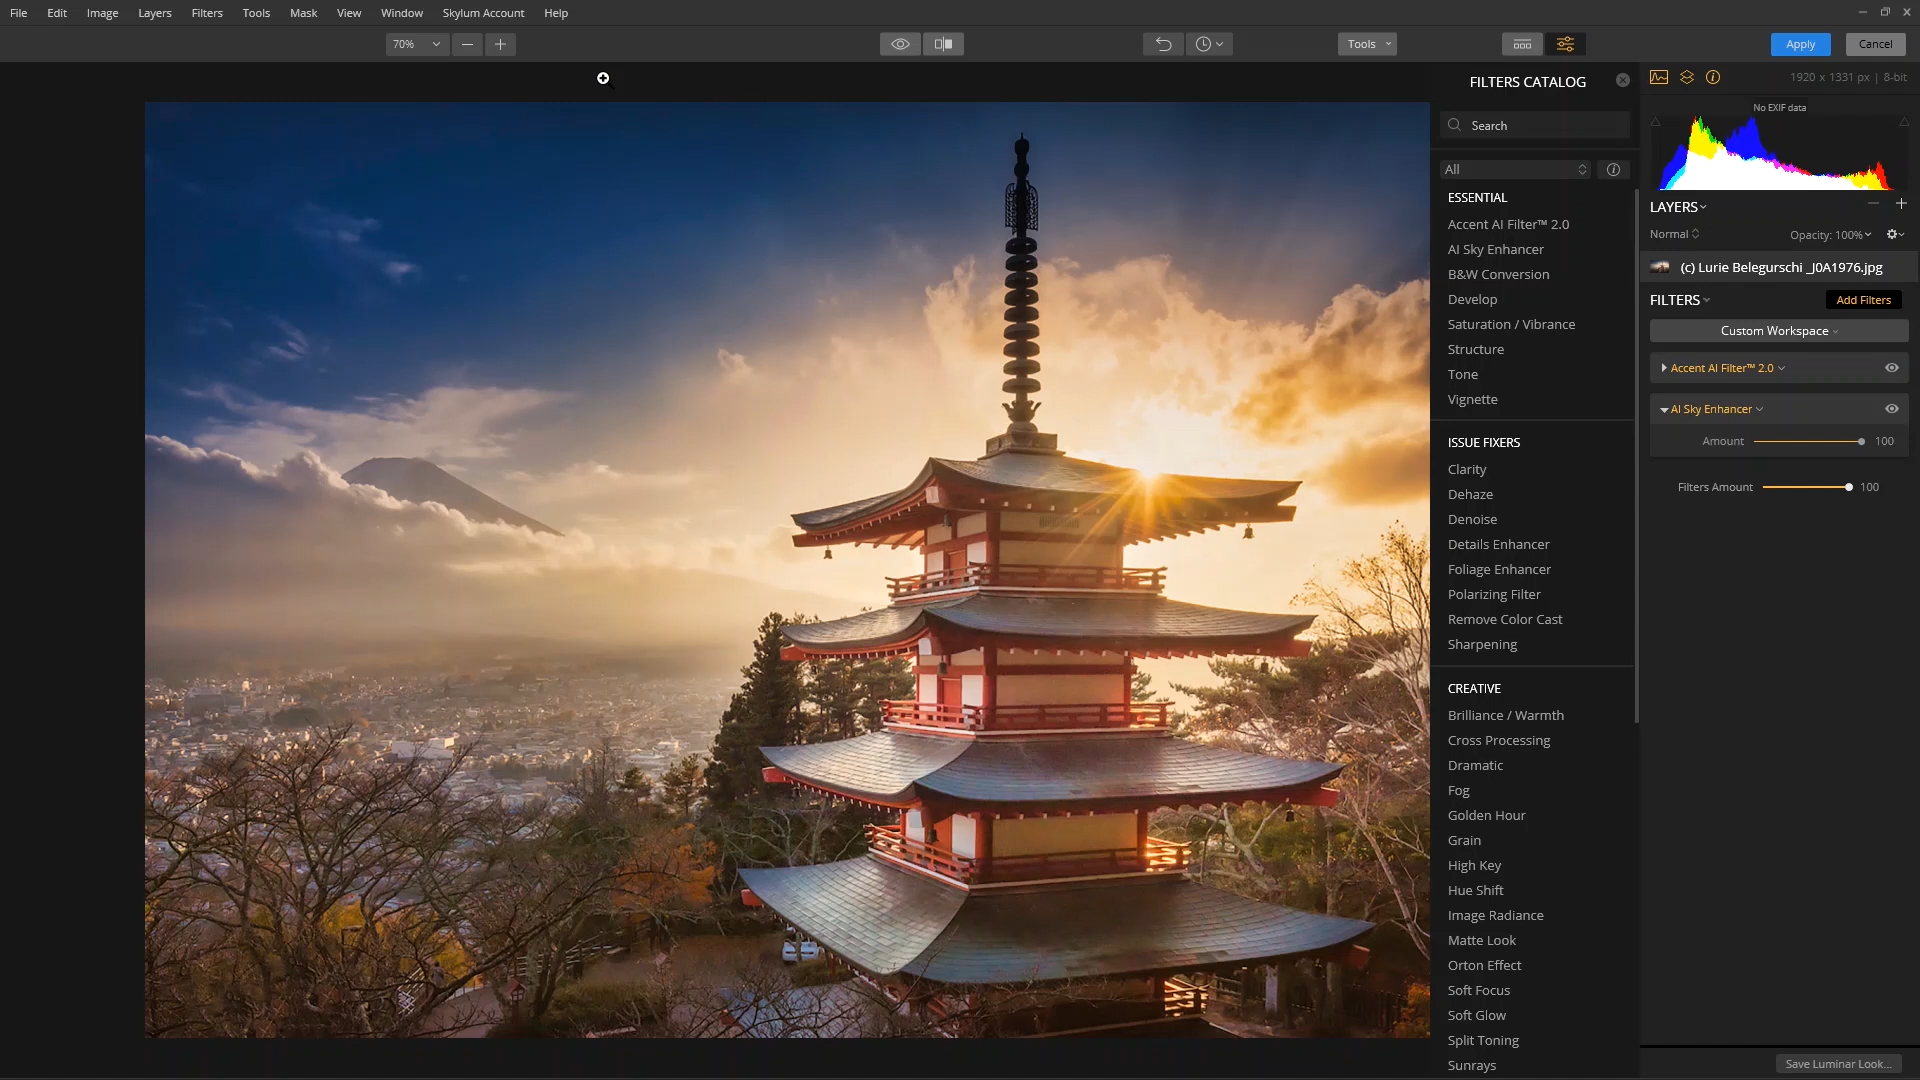 File Edit Image Layers Filters Tools Mask View Window Skylum Account Help
70%
Tools
Apply
Cancel
FILTERS CATALOG
Search
All
ESSENTIAL
Accent AI Filter™ 2.0
AI Sky Enhancer
B&W Conversion
Develop
Saturation / Vibrance
Structure
Tone
Vignette
ISSUE FIXERS
Clarity
Dehaze
Denoise
Details Enhancer
Foliage Enhancer
Polarizing Filter
Remove Color Cast
Sharpening
CREATIVE
Brilliance / Warmth
Cross Processing
Dramatic
Fog
Golden Hour
Grain
High Key
Hue Shift
Image Radiance
Matte Look
Orton Effect
Soft Focus
Soft Glow
Split Toning
Sunrays
1920 x 1331 px | 8-bit
No EXIF data
LAYERS
Normal
Opacity: 100%
(c) Lurie Belegurschi _J0A1976.jpg
FILTERS
Add Filters
Custom Workspace
Accent AI Filter™ 2.0
AI Sky Enhancer
Amount 100
Filters Amount 100
Save Luminar Look...